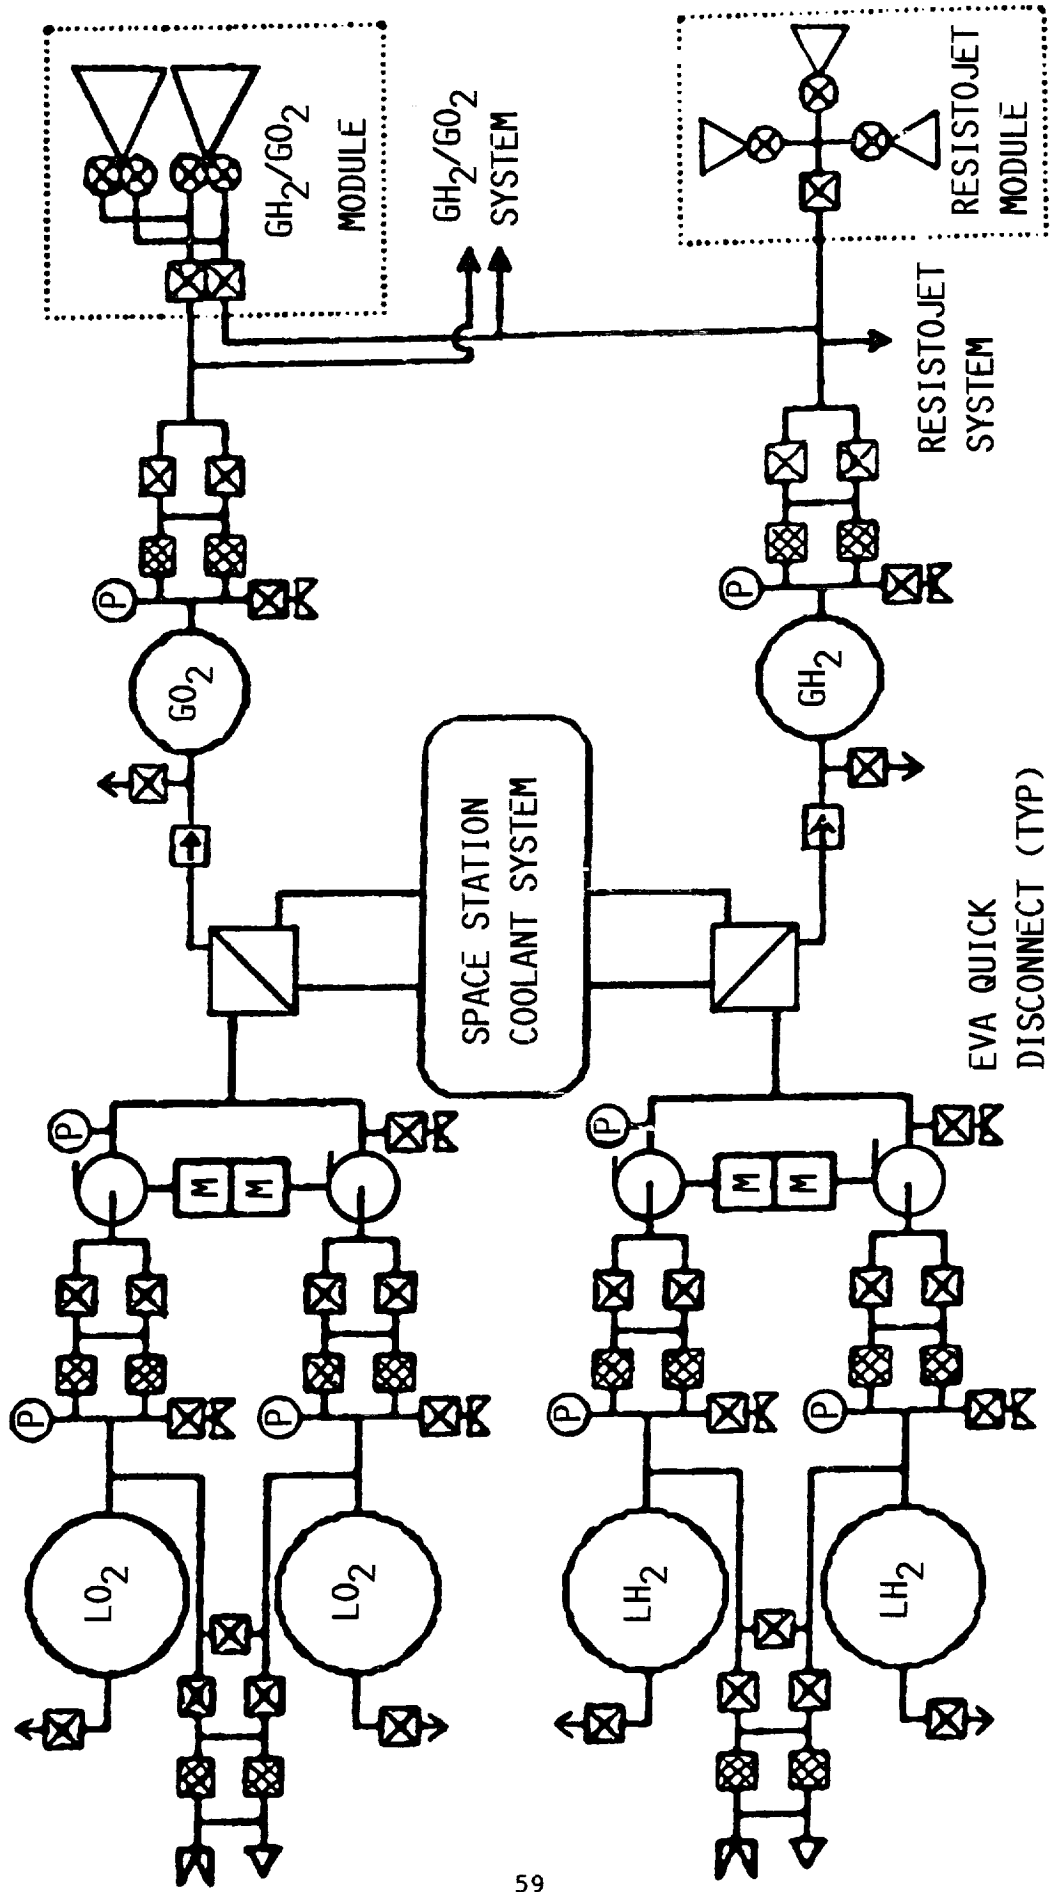 GH2/GO2
MODULE
GH2/GO2
SYSTEM
RESISTOJET
MODULE
RESISTOJET
SYSTEM
P
GO2
P
GH2
SPACE STATION
COOLANT SYSTEM
EVA QUICK
DISCONNECT (TYP)
P
M
M
P
M
M
P
P
P
P
LO2
LO2
LH2
LH2
59